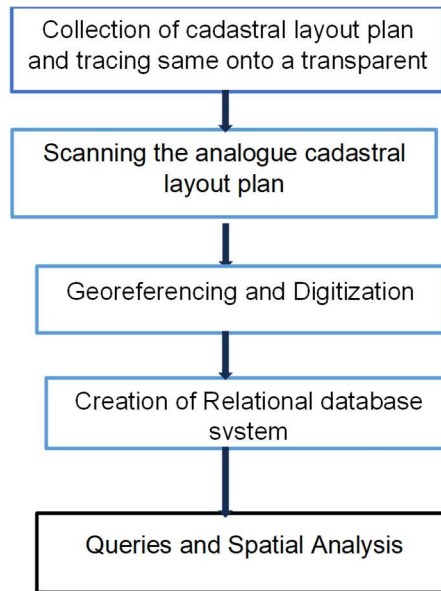 Collection of cadastral layout plan
and tracing same onto a transparent
Scanning the analogue cadastral
layout plan
Georeferencing and Digitization
Creation of Relational database
system
Queries and Spatial Analysis